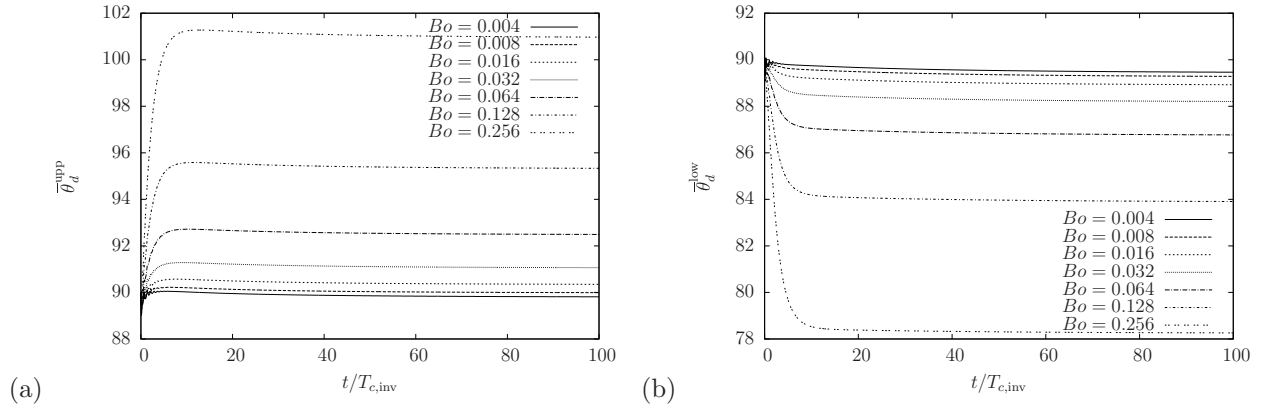 102
100
98
96
94
92
90
88
0
20
40
60
80
100
θ̅_d^upp
t/T_c,inv
Bo = 0.004
Bo = 0.008
Bo = 0.016
Bo = 0.032
Bo = 0.064
Bo = 0.128
Bo = 0.256
(a)
92
90
88
86
84
82
80
78
0
20
40
60
80
100
θ̅_d^low
t/T_c,inv
Bo = 0.004
Bo = 0.008
Bo = 0.016
Bo = 0.032
Bo = 0.064
Bo = 0.128
Bo = 0.256
(b)